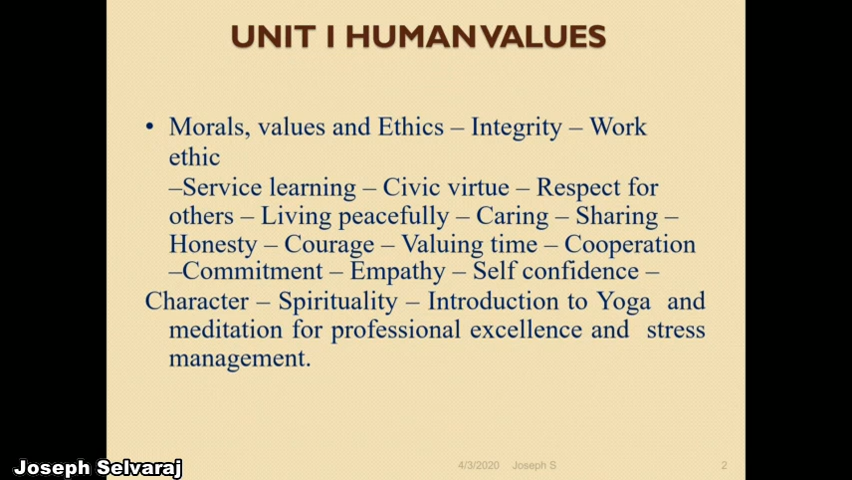 UNIT I HUMAN VALUES
• Morals, values and Ethics – Integrity – Work
ethic
–Service learning – Civic virtue – Respect for
others – Living peacefully – Caring – Sharing –
Honesty – Courage – Valuing time – Cooperation
–Commitment – Empathy – Self confidence –
Character – Spirituality – Introduction to Yoga and
meditation for professional excellence and stress
management.
4/3/2020 Joseph S 2
Joseph Selvaraj